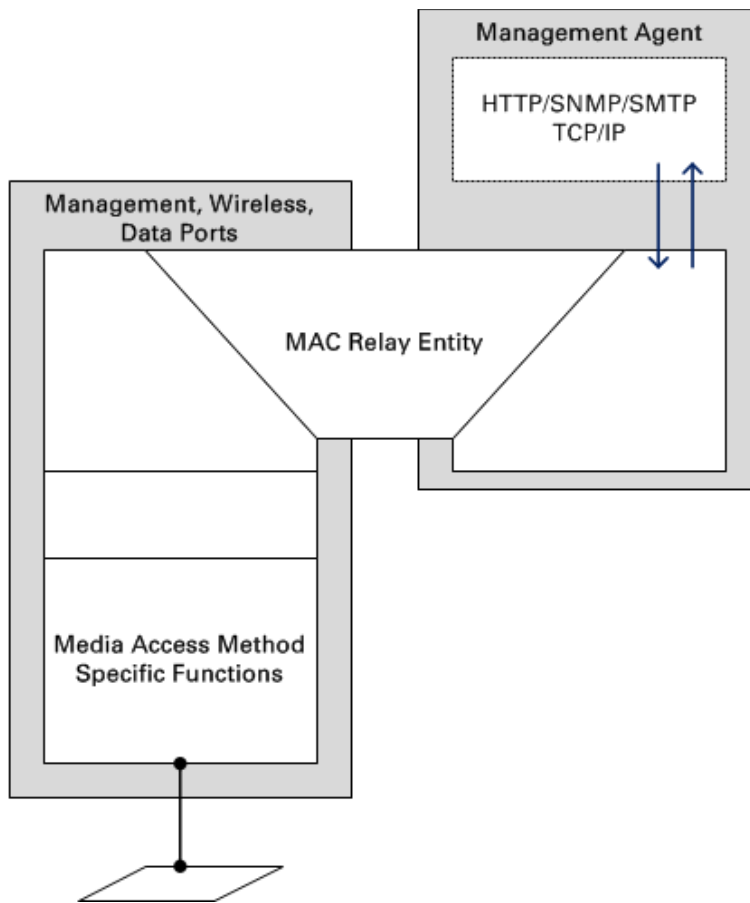 Management Agent
HTTP/SNMP/SMTP
TCP/IP
Management, Wireless,
Data Ports
MAC Relay Entity
Media Access Method
Specific Functions